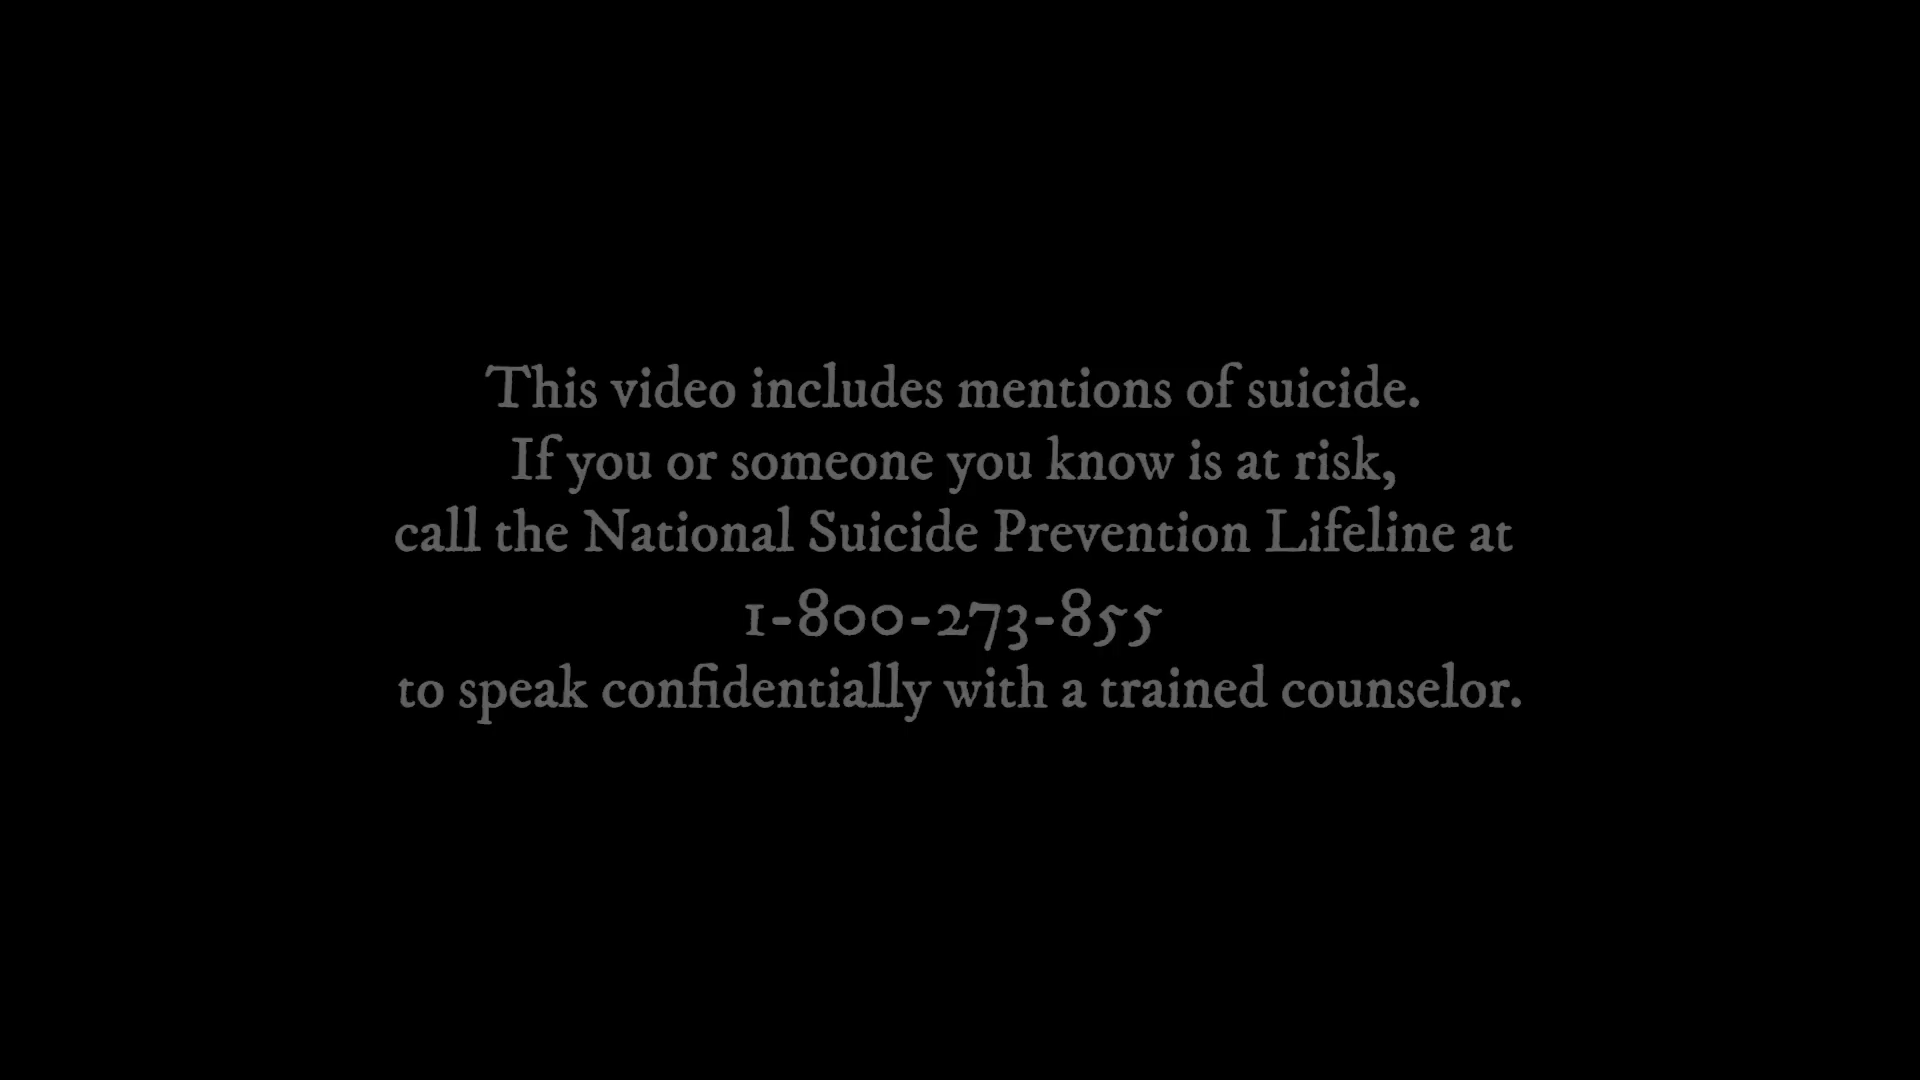 This video includes mentions of suicide.
If you or someone you know is at risk,
call the National Suicide Prevention Lifeline at
1-800-273-855
to speak confidentially with a trained counselor.